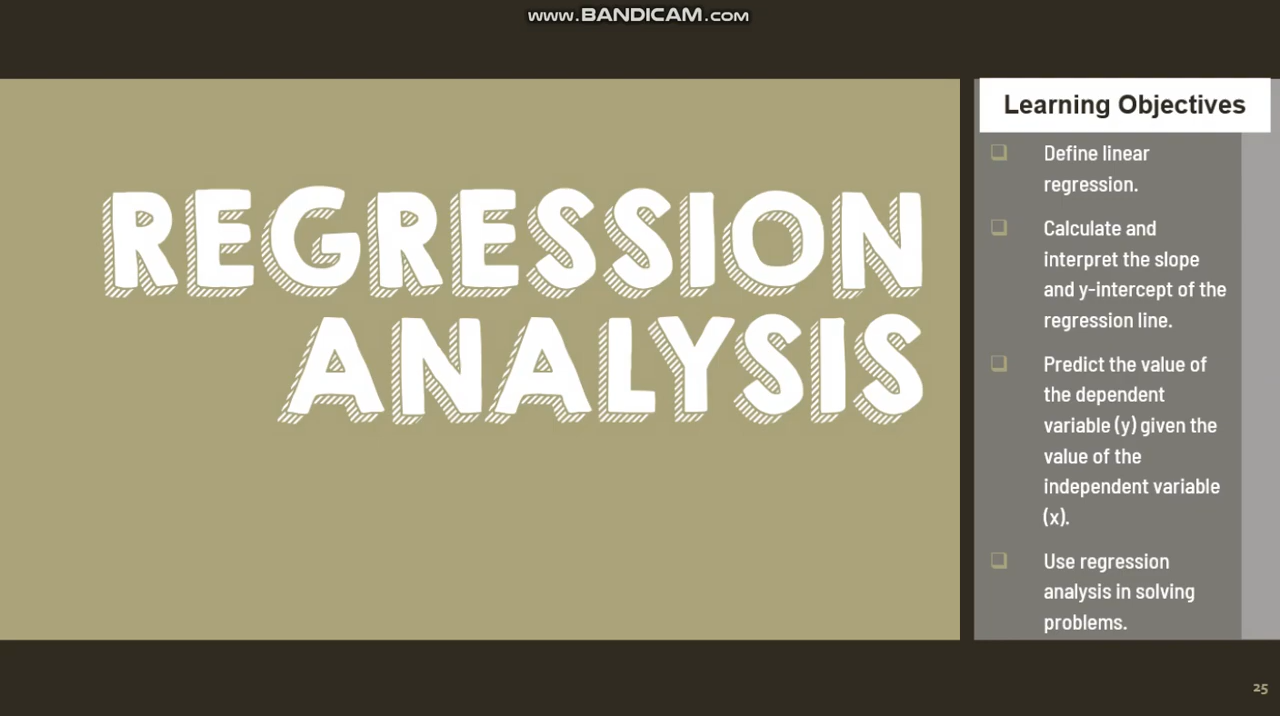 www.BANDICAM.com
REGRESSION
ANALYSIS
Learning Objectives
Define linear
regression.
Calculate and
interpret the slope
and y-intercept of the
regression line.
Predict the value of
the dependent
variable (y) given the
value of the
independent variable
(x).
Use regression
analysis in solving
problems.
25